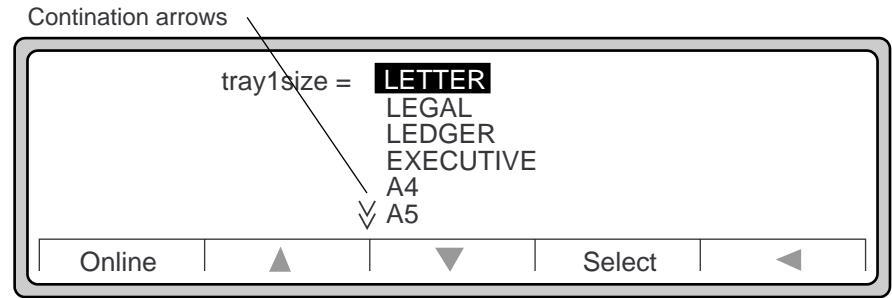 Contination arrows
tray1size = LETTER
LEGAL
LEDGER
EXECUTIVE
A4
A5
Online Select